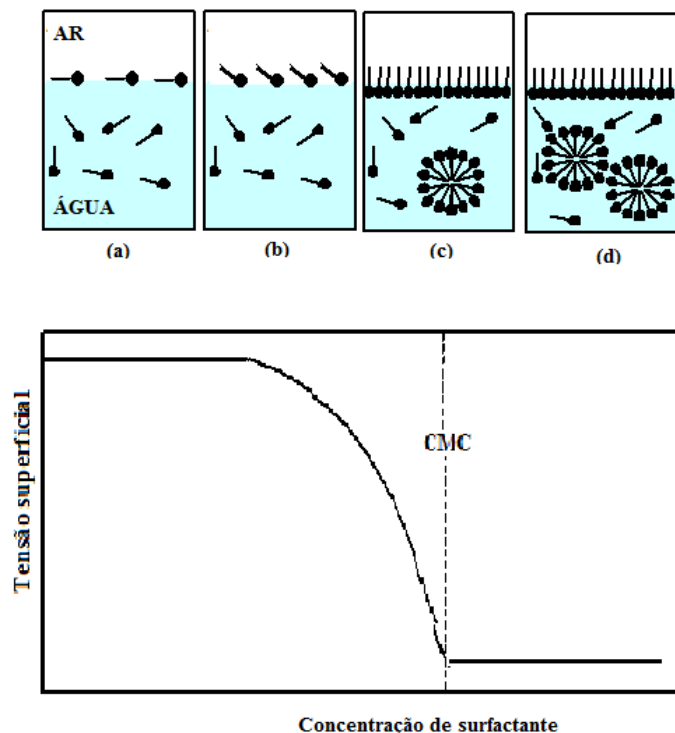 AR
ÁGUA
(a)
(b)
(c)
(d)
Tensão superficial
CMC
Concentração de surfactante